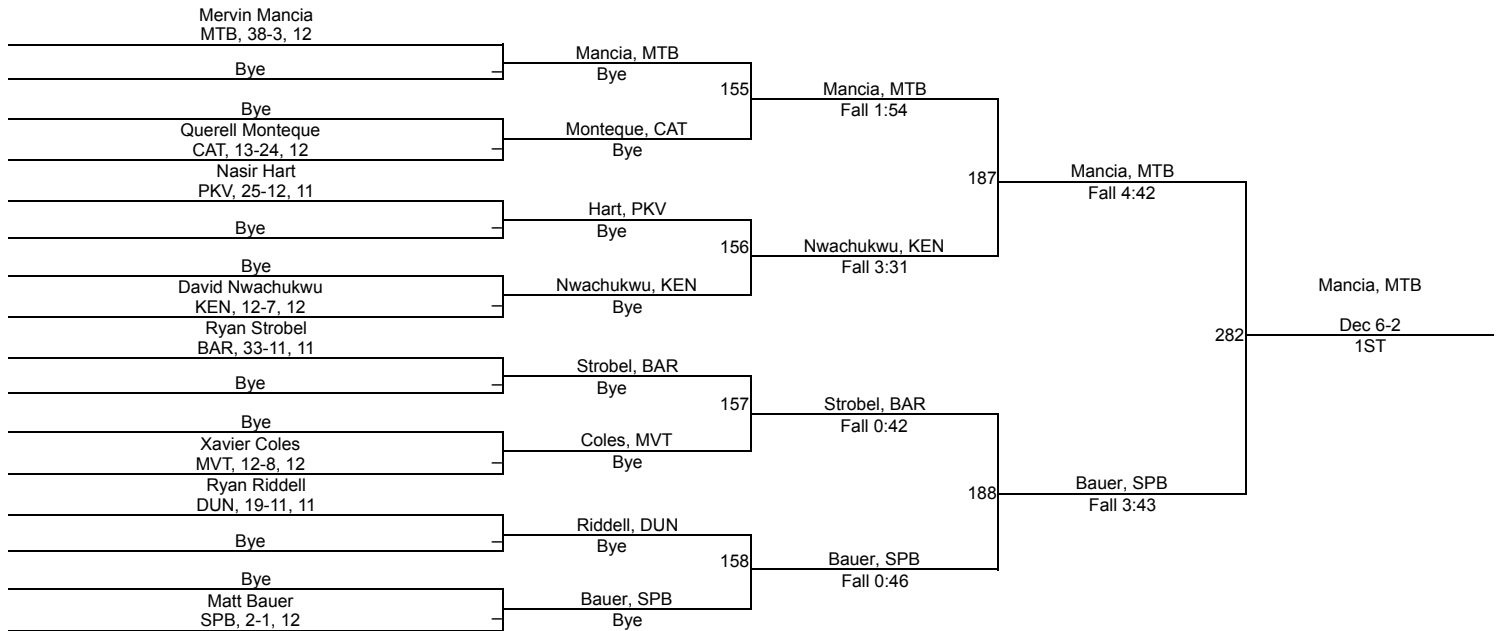 Mervin Mancia
MTB, 38-3, 12
Bye
Bye
Querell Monteque
CAT, 13-24, 12
Nasir Hart
PKV, 25-12, 11
Bye
Bye
David Nwachukwu
KEN, 12-7, 12
Ryan Strobel
BAR, 33-11, 11
Bye
Bye
Xavier Coles
MVT, 12-8, 12
Ryan Riddell
DUN, 19-11, 11
Bye
Bye
Matt Bauer
SPB, 2-1, 12
Mancia, MTB
Bye
Monteque, CAT
Bye
Hart, PKV
Bye
Nwachukwu, KEN
Bye
Strobel, BAR
Bye
Coles, MVT
Bye
Riddell, DUN
Bye
Bauer, SPB
Bye
155
156
157
158
Mancia, MTB
Fall 1:54
Nwachukwu, KEN
Fall 3:31
Strobel, BAR
Fall 0:42
Bauer, SPB
Fall 0:46
187
188
Mancia, MTB
Fall 4:42
Bauer, SPB
Fall 3:43
282
Mancia, MTB
Dec 6-2
1ST